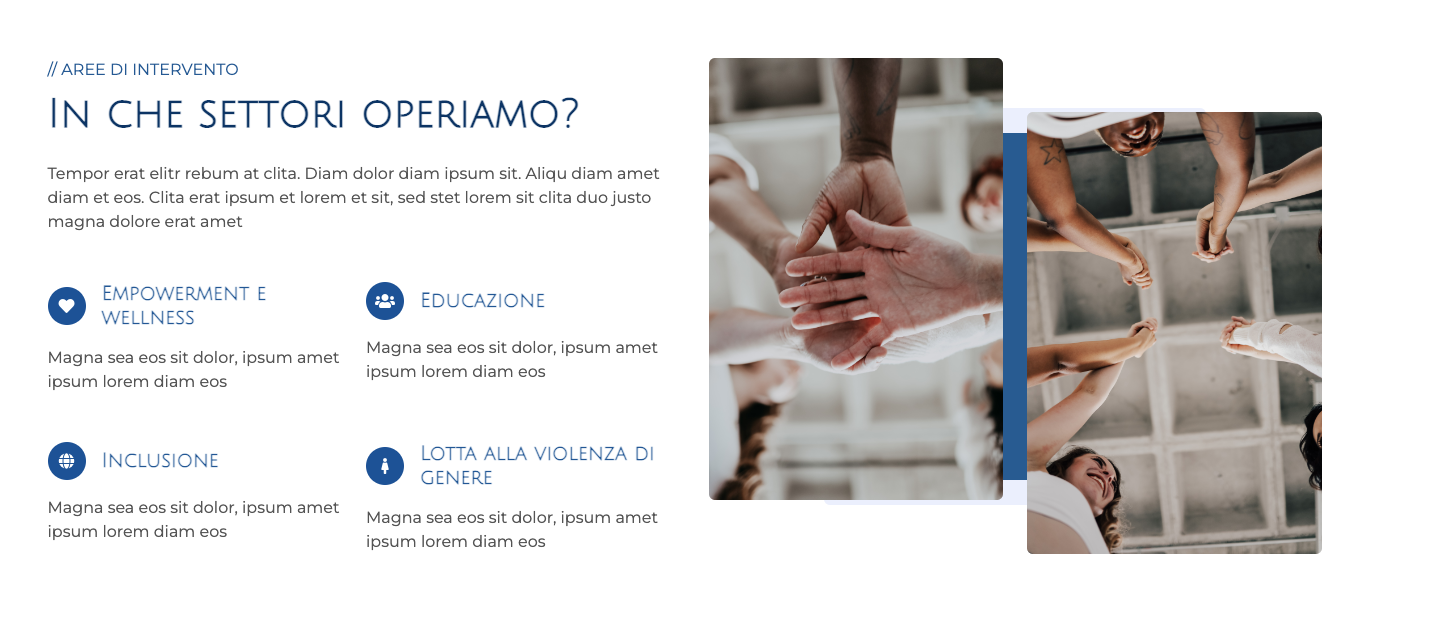 // AREE DI INTERVENTO
In che settori operiamo?
Tempor erat elitr rebum at clita. Diam dolor diam ipsum sit. Aliqu diam amet
diam et eos. Clita erat ipsum et lorem et sit, sed stet lorem sit clita duo justo
magna dolore erat amet
Empowerment e
wellness
Magna sea eos sit dolor, ipsum amet
ipsum lorem diam eos
Educazione
Magna sea eos sit dolor, ipsum amet
ipsum lorem diam eos
Inclusione
Magna sea eos sit dolor, ipsum amet
ipsum lorem diam eos
Lotta alla violenza di
genere
Magna sea eos sit dolor, ipsum amet
ipsum lorem diam eos